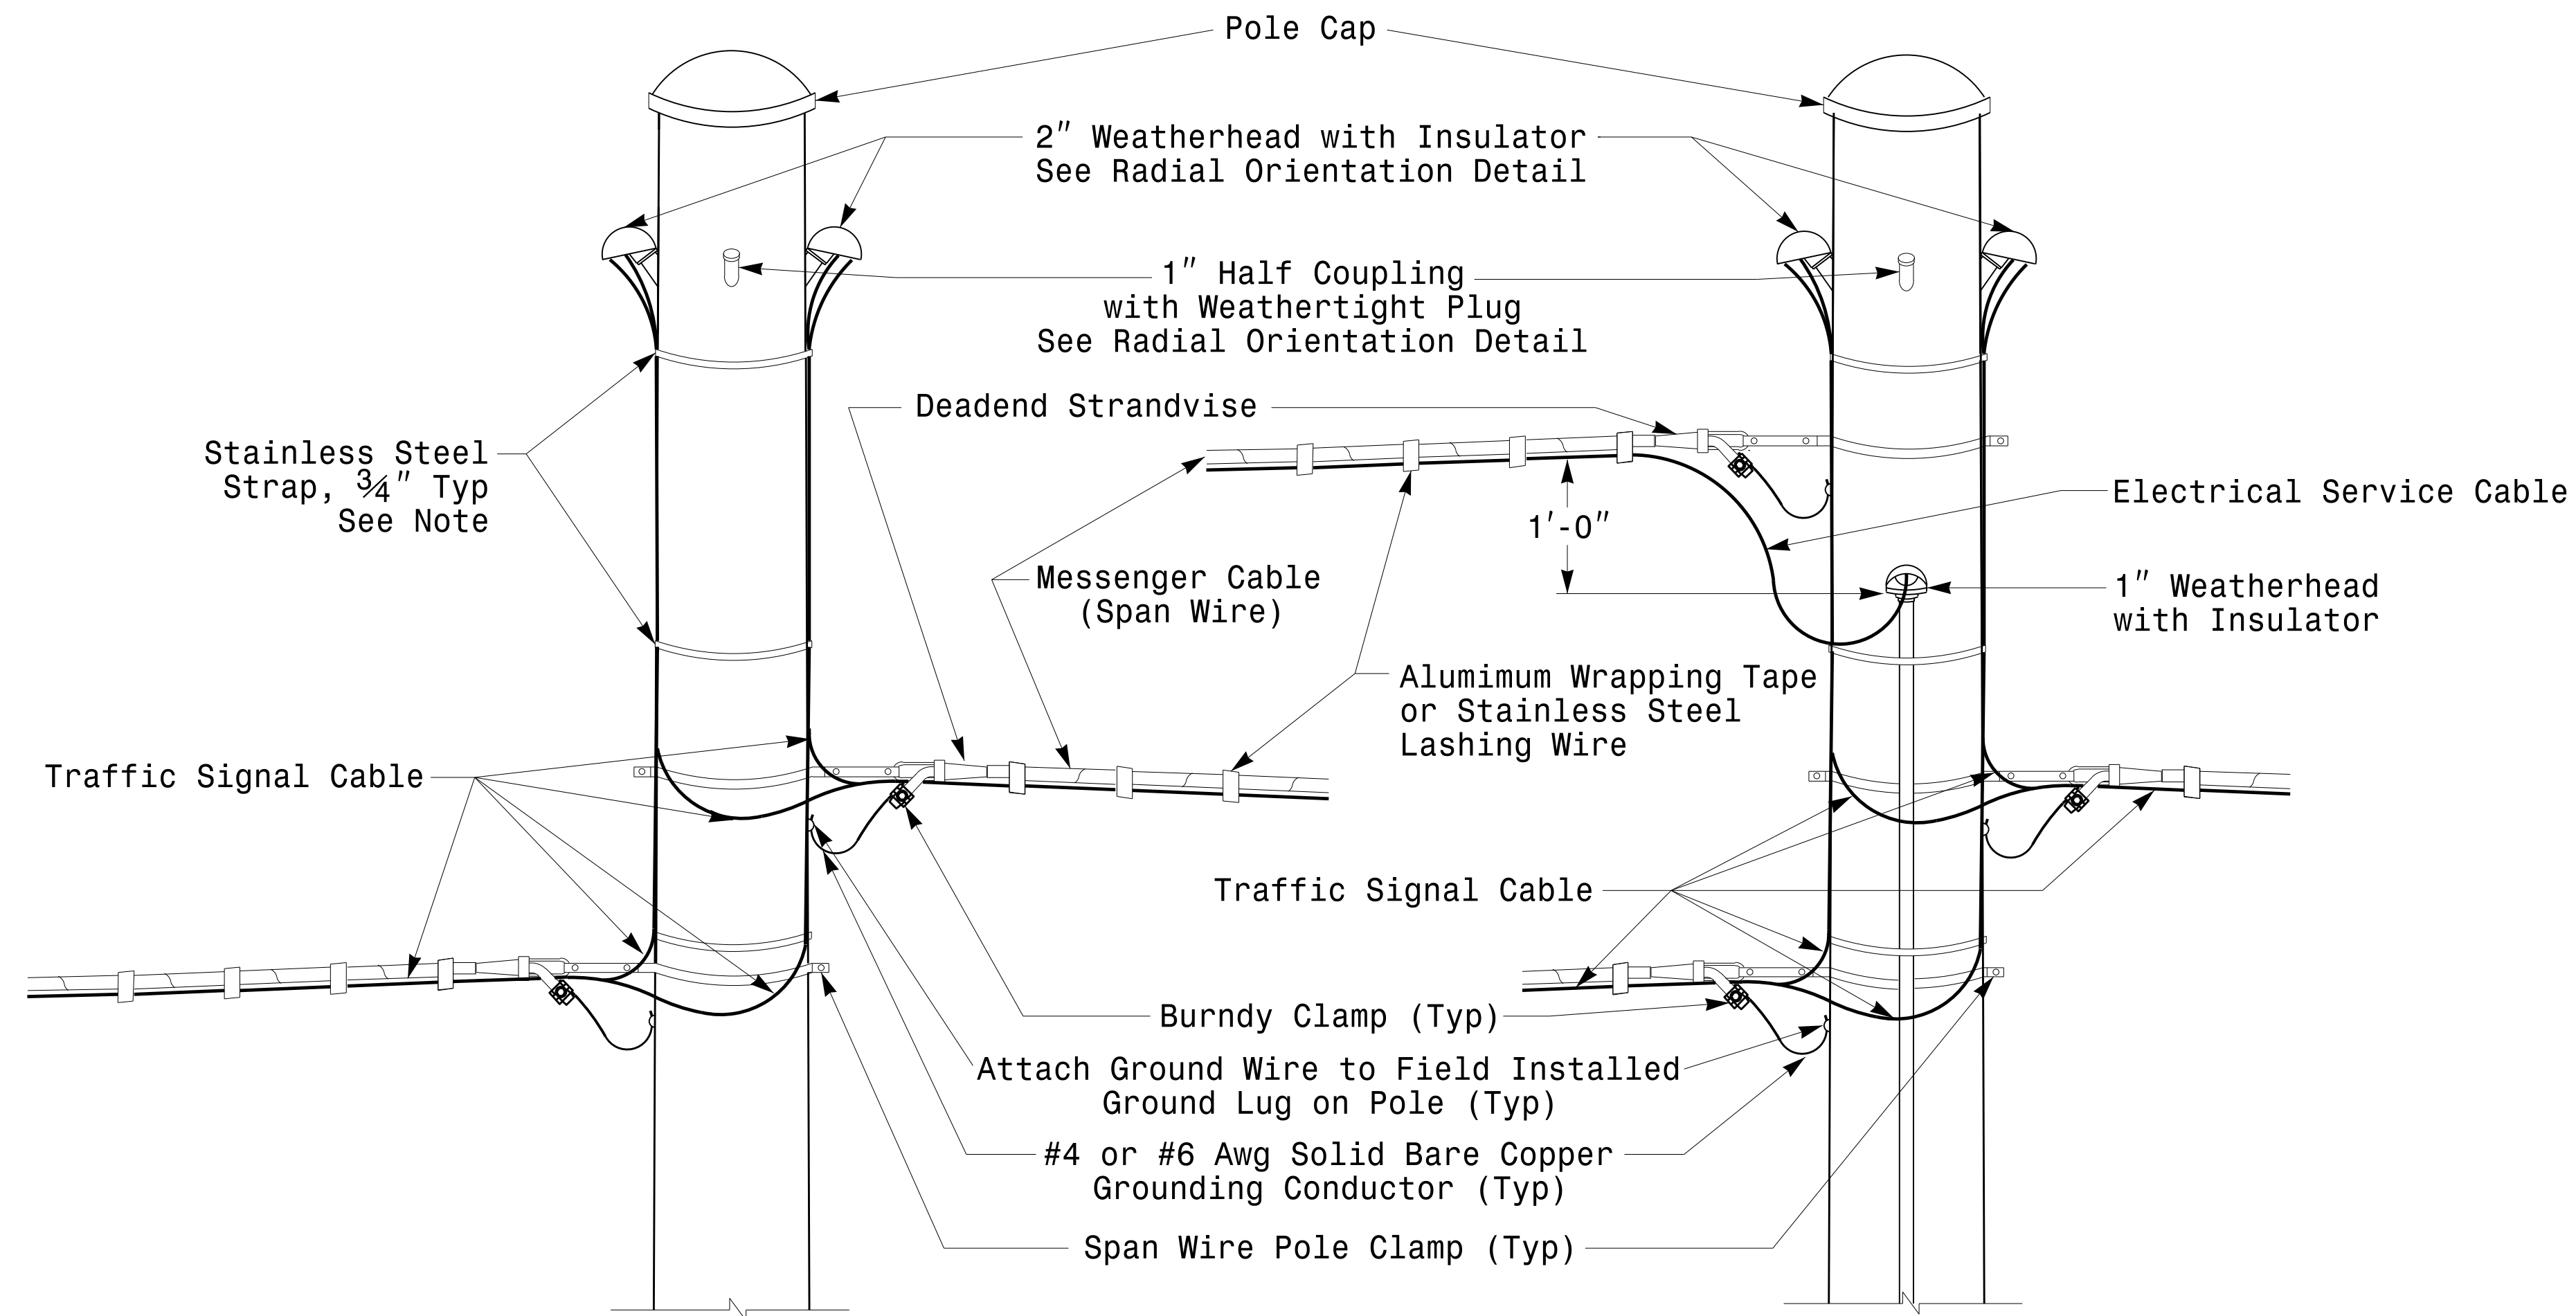 Pole Cap
2" Weatherhead with Insulator
See Radial Orientation Detail
1" Half Coupling
with Weathertight Plug
See Radial Orientation Detail
Deadend Strandvise
Stainless Steel
Strap, ¾" Typ
See Note
Electrical Service Cable
1'-0"
Messenger Cable
(Span Wire)
1" Weatherhead
with Insulator
Alumimum Wrapping Tape
or Stainless Steel
Lashing Wire
Traffic Signal Cable
Traffic Signal Cable
Burndy Clamp (Typ)
Attach Ground Wire to Field Installed
Ground Lug on Pole (Typ)
#4 or #6 Awg Solid Bare Copper
Grounding Conductor (Typ)
Span Wire Pole Clamp (Typ)